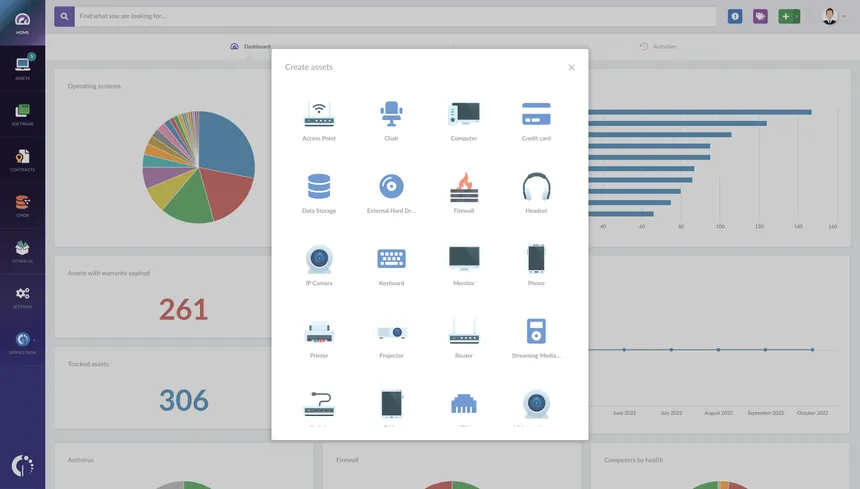 HOME
5
ASSETS
SOFTWARE
CONTRACTS
CMDB
OTHER CIs
SETTINGS
SERVICE DESK
Find what you are looking for...
Dashboard
Activities
Operating systems
Assets with warranty expired
261
Tracked assets
306
Antivirus
Firewall
Computers by health
40 60 80 100 120 140 160
June 2022 July 2022 August 2022 September 2022 October 2022
Create assets
Access Point Chair Computer Credit card
Data Storage External Hard Dr... Firewall Headset
IP Camera Keyboard Monitor Phone
Printer Projector Router Streaming Media...